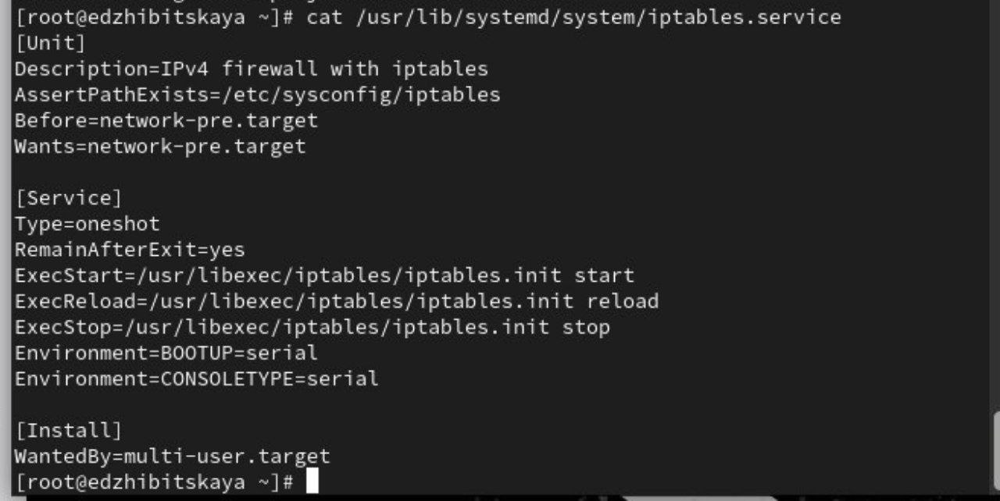 [root@edzhibitskaya ~]# cat /usr/lib/systemd/system/iptables.service
[Unit]
Description=IPv4 firewall with iptables
AssertPathExists=/etc/sysconfig/iptables
Before=network-pre.target
Wants=network-pre.target

[Service]
Type=oneshot
RemainAfterExit=yes
ExecStart=/usr/libexec/iptables/iptables.init start
ExecReload=/usr/libexec/iptables/iptables.init reload
ExecStop=/usr/libexec/iptables/iptables.init stop
Environment=BOOTUP=serial
Environment=CONSOLETYPE=serial

[Install]
WantedBy=multi-user.target
[root@edzhibitskaya ~]#